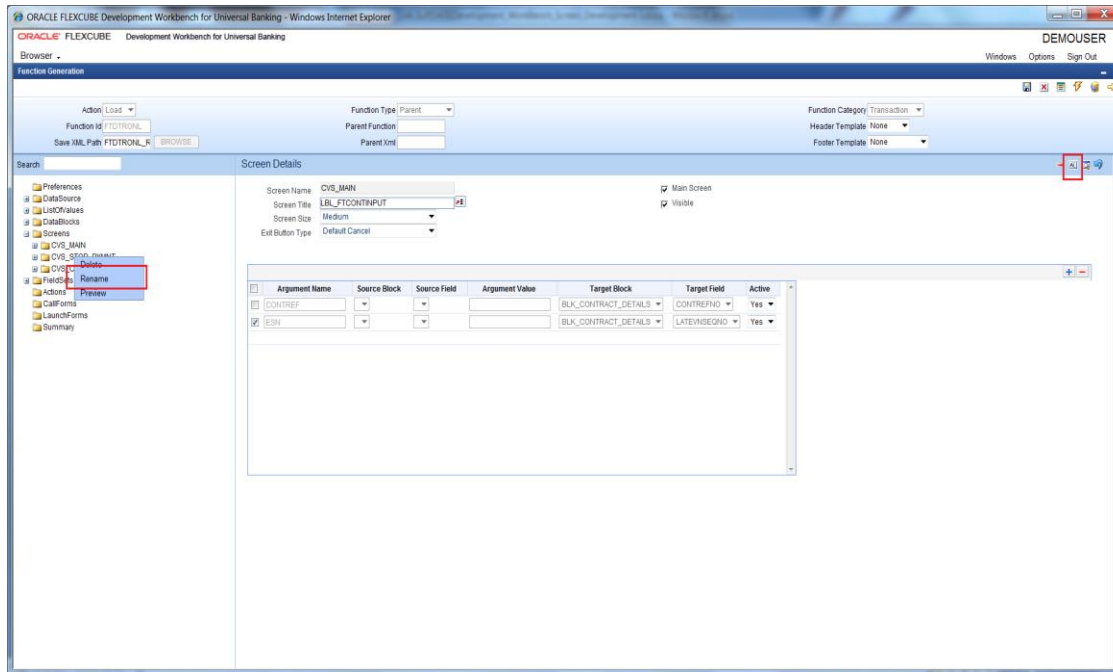 ORACLE FLEXCUBE Development Workbench for Universal Banking - Windows Internet Explorer
ORACLE FLEXCUBE Development Workbench for Universal Banking DEMOUSER
Browser Windows Options Sign Out
Function Generation
Action Load Function Type Parent Function Category Transaction
Function Id FTDTRONL Parent Function Header Template None
Save XML Path FTDTRONL_R BROWSE Parent Xml Footer Template None
Search Screen Details
Preferences
DataSource
ListOfValues
DataBlocks
Screens
CVS_MAIN
CVS_STOP_PYMNT
CVS_C
FieldSets
Actions
CallForms
LaunchForms
Summary
Delete
Rename
Preview
Screen Name CVS_MAIN Main Screen
Screen Title LBL_FTCONTINPUT Visible
Screen Size Medium
Exit Button Type Default Cancel
Argument Name Source Block Source Field Argument Value Target Block Target Field Active
CONTREF BLK_CONTRACT_DETAILS CONTREFNO Yes
ESN BLK_CONTRACT_DETAILS LATEVNSEQNO Yes